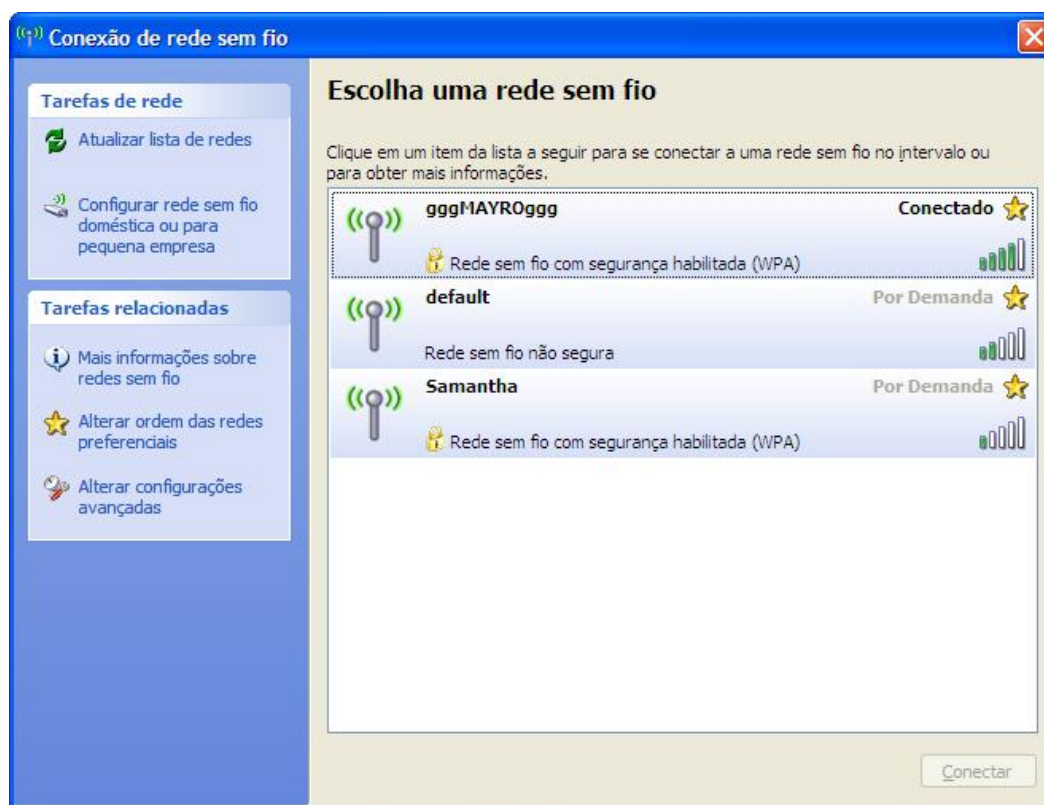 Conexão de rede sem fio
Tarefas de rede
Atualizar lista de redes
Configurar rede sem fio
doméstica ou para
pequena empresa
Tarefas relacionadas
Mais informações sobre
redes sem fio
Alterar ordem das redes
preferenciais
Alterar configurações
avançadas
Escolha uma rede sem fio
Clique em um item da lista a seguir para se conectar a uma rede sem fio no intervalo ou
para obter mais informações.
gggMAYROggg Conectado
Rede sem fio com segurança habilitada (WPA)
default Por Demanda
Rede sem fio não segura
Samantha Por Demanda
Rede sem fio com segurança habilitada (WPA)
Conectar